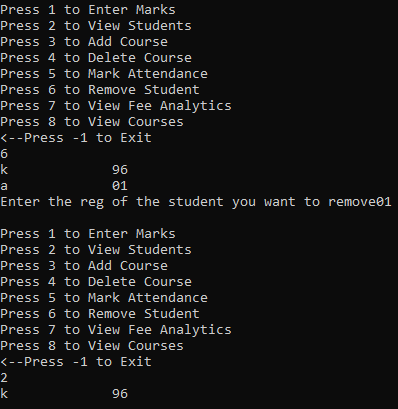 Press 1 to Enter Marks
Press 2 to View Students
Press 3 to Add Course
Press 4 to Delete Course
Press 5 to Mark Attendance
Press 6 to Remove Student
Press 7 to View Fee Analytics
Press 8 to View Courses
<--Press -1 to Exit
6
k             96
a             01
Enter the reg of the student you want to remove01

Press 1 to Enter Marks
Press 2 to View Students
Press 3 to Add Course
Press 4 to Delete Course
Press 5 to Mark Attendance
Press 6 to Remove Student
Press 7 to View Fee Analytics
Press 8 to View Courses
<--Press -1 to Exit
2
k             96